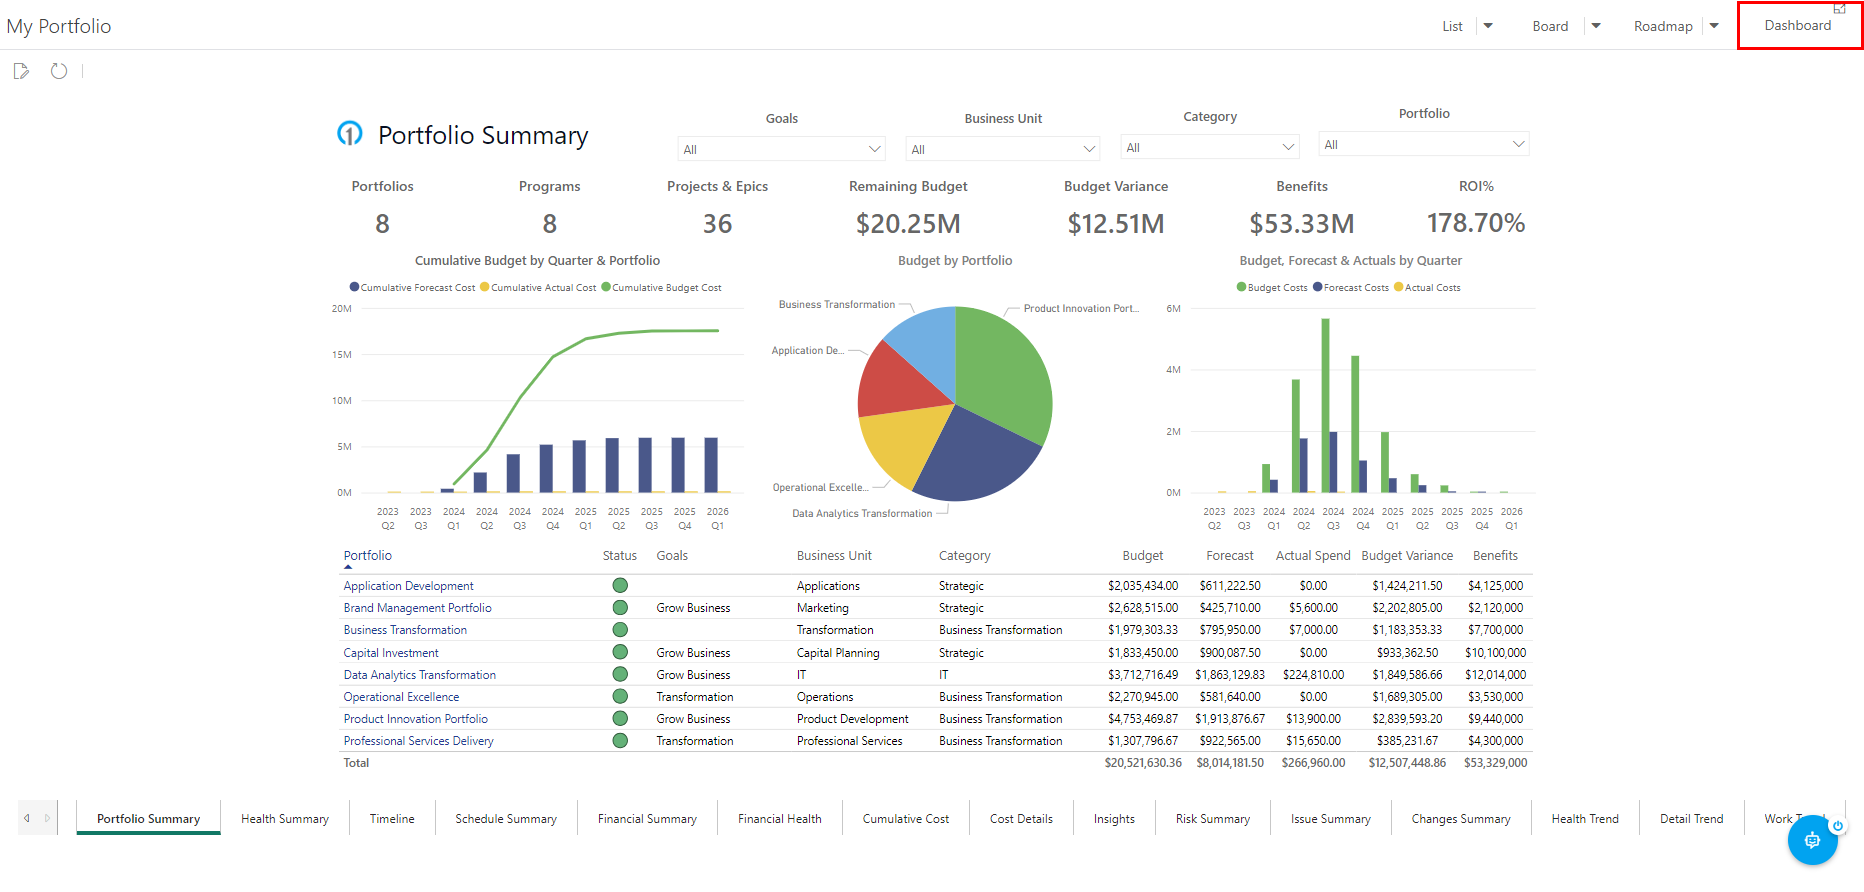 My Portfolio
List
Board
Roadmap
Dashboard
Portfolio Summary
Goals
All
Business Unit
All
Category
All
Portfolio
All
Portfolios
8
Programs
8
Projects & Epics
36
Remaining Budget
$20.25M
Budget Variance
$12.51M
Benefits
$53.33M
ROI%
178.70%
Cumulative Budget by Quarter & Portfolio
Cumulative Forecast Cost Cumulative Actual Cost Cumulative Budget Cost
20M
15M
10M
5M
0M
2023 Q2
2023 Q3
2024 Q1
2024 Q2
2024 Q3
2024 Q4
2025 Q1
2025 Q2
2025 Q3
2025 Q4
2026 Q1
Budget by Portfolio
Business Transformation
Product Innovation Port...
Application De...
Operational Excelle...
Data Analytics Transformation
Budget, Forecast & Actuals by Quarter
Budget Costs Forecast Costs Actual Costs
6M
4M
2M
0M
2023 Q2
2023 Q3
2024 Q1
2024 Q2
2024 Q3
2024 Q4
2025 Q1
2025 Q2
2025 Q3
2025 Q4
2026 Q1
Portfolio Status Goals Business Unit Category Budget Forecast Actual Spend Budget Variance Benefits
Application Development Applications Strategic $2,035,434.00 $611,222.50 $0.00 $1,424,211.50 $4,125,000
Brand Management Portfolio Grow Business Marketing Strategic $2,628,515.00 $425,710.00 $5,600.00 $2,202,805.00 $2,120,000
Business Transformation Transformation Business Transformation $1,979,303.33 $795,950.00 $7,000.00 $1,183,353.33 $7,700,000
Capital Investment Grow Business Capital Planning Strategic $1,833,450.00 $900,087.50 $0.00 $933,362.50 $10,100,000
Data Analytics Transformation Grow Business IT IT $3,712,716.49 $1,863,129.83 $224,810.00 $1,849,586.66 $12,014,000
Operational Excellence Transformation Operations Business Transformation $2,270,945.00 $581,640.00 $0.00 $1,689,305.00 $3,530,000
Product Innovation Portfolio Grow Business Product Development Business Transformation $4,753,469.87 $1,913,876.67 $13,900.00 $2,839,593.20 $9,440,000
Professional Services Delivery Transformation Professional Services Business Transformation $1,307,796.67 $922,565.00 $15,650.00 $385,231.67 $4,300,000
Total $20,521,630.36 $8,014,181.50 $266,960.00 $12,507,448.86 $53,329,000
Portfolio Summary
Health Summary
Timeline
Schedule Summary
Financial Summary
Financial Health
Cumulative Cost
Cost Details
Insights
Risk Summary
Issue Summary
Changes Summary
Health Trend
Detail Trend
Work